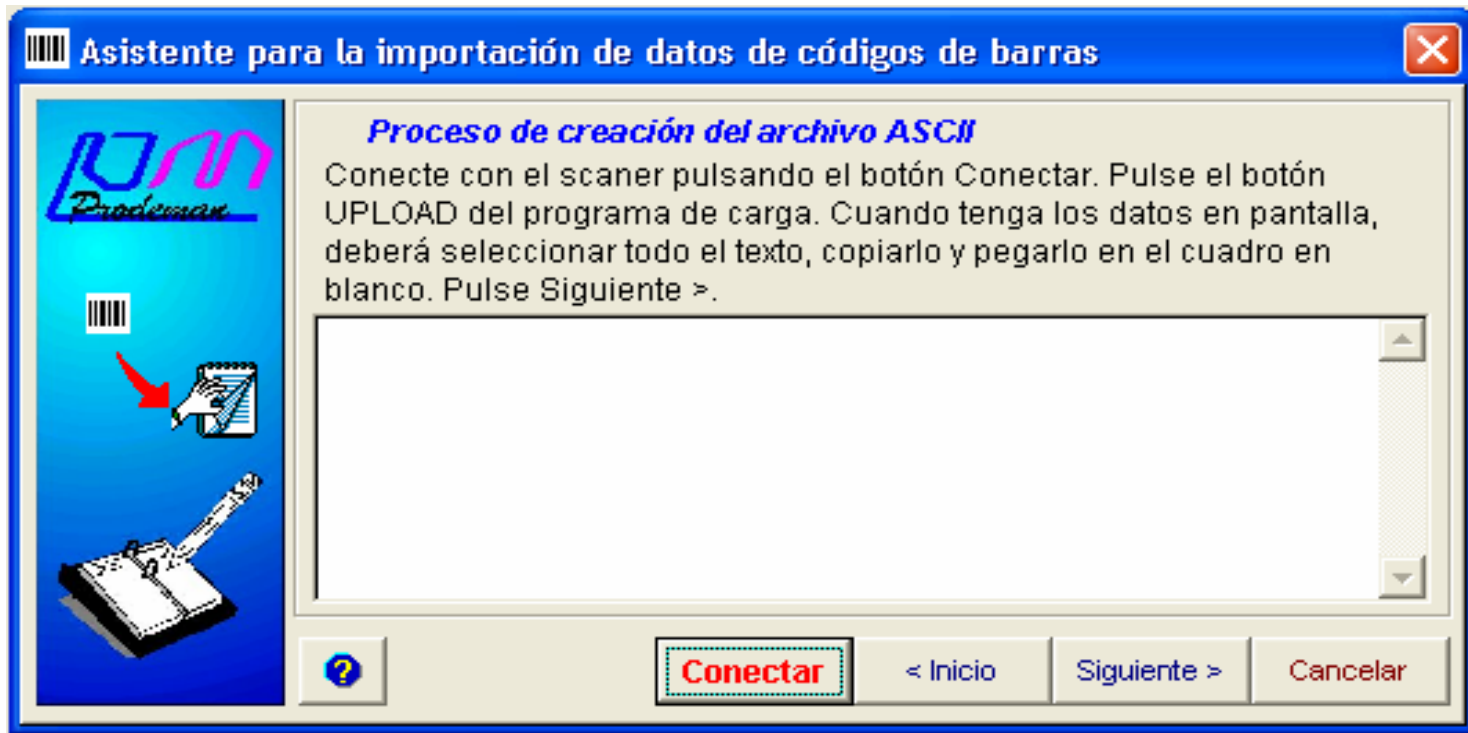 Asistente para la importación de datos de códigos de barras
Prodeman
Proceso de creación del archivo ASCII
Conecte con el scaner pulsando el botón Conectar. Pulse el botón
UPLOAD del programa de carga. Cuando tenga los datos en pantalla,
deberá seleccionar todo el texto, copiarlo y pegarlo en el cuadro en
blanco. Pulse Siguiente >.
? Conectar < Inicio Siguiente > Cancelar